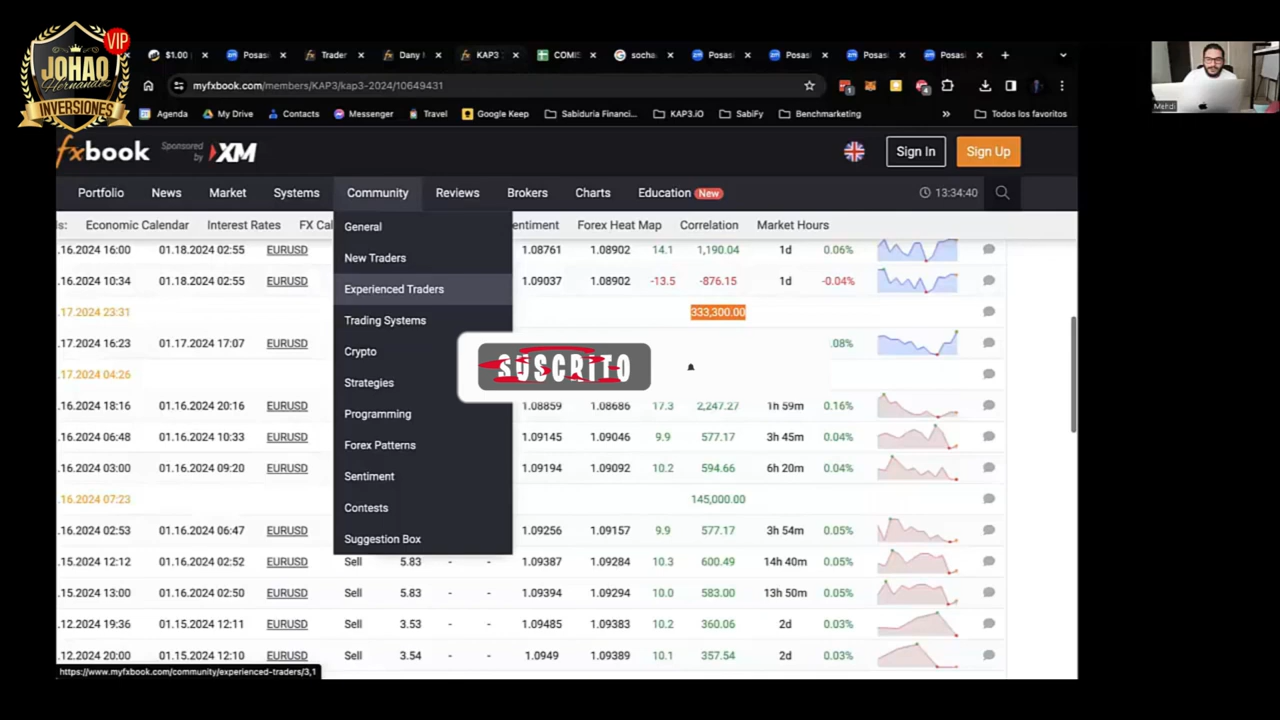 VIP
JOHAO
Hernández
INVERSIONES
$1.00
Posasi
Trader
Dany
KAP3
COMIS
socha
Posasi
Posasi
Posasi
Posasi
myfxbook.com/members/KAP3/kap3-2024/10649431
Agenda
My Drive
Contacts
Messenger
Travel
Google Keep
Sabiduria Financi...
KAP3.iO
SabiFy
Benchmarketing
Todos los favoritos
fxbook Sponsored by XM
Sign In
Sign Up
Mehdi
Portfolio News Market Systems Community Reviews Brokers Charts Education New 13:34:40
s: Economic Calendar Interest Rates FX Cal
entiment Forex Heat Map Correlation Market Hours
General
New Traders
Experienced Traders
Trading Systems
Crypto
Strategies
Programming
Forex Patterns
Sentiment
Contests
Suggestion Box
.16.2024 16:00 01.18.2024 02:55 EURUSD 1.08761 1.08902 14.1 1,190.04 1d 0.06%
.16.2024 10:34 01.18.2024 02:55 EURUSD 1.09037 1.08902 -13.5 -876.15 1d -0.04%
.17.2024 23:31 333,300.00
.17.2024 16:23 01.17.2024 17:07 EURUSD .08%
SUSCRITO
.17.2024 04:26
.16.2024 18:16 01.16.2024 20:16 EURUSD 1.08859 1.08686 17.3 2,247.27 1h 59m 0.16%
.16.2024 06:48 01.16.2024 10:33 EURUSD 1.09145 1.09046 9.9 577.17 3h 45m 0.04%
.16.2024 03:00 01.16.2024 09:20 EURUSD 1.09194 1.09092 10.2 594.66 6h 20m 0.04%
.16.2024 07:23 145,000.00
.16.2024 02:53 01.16.2024 06:47 EURUSD 1.09256 1.09157 9.9 577.17 3h 54m 0.05%
.15.2024 12:12 01.16.2024 02:52 EURUSD Sell 5.83 - - 1.09387 1.09284 10.3 600.49 14h 40m 0.05%
.15.2024 13:00 01.16.2024 02:50 EURUSD Sell 5.83 - - 1.09394 1.09294 10.0 583.00 13h 50m 0.05%
.12.2024 19:36 01.15.2024 12:11 EURUSD Sell 3.53 - - 1.09485 1.09383 10.2 360.06 2d 0.03%
.12.2024 20:00 01.15.2024 12:10 EURUSD Sell 3.54 - - 1.0949 1.09389 10.1 357.54 2d 0.03%
https://www.myfxbook.com/community/experienced-traders/3,1